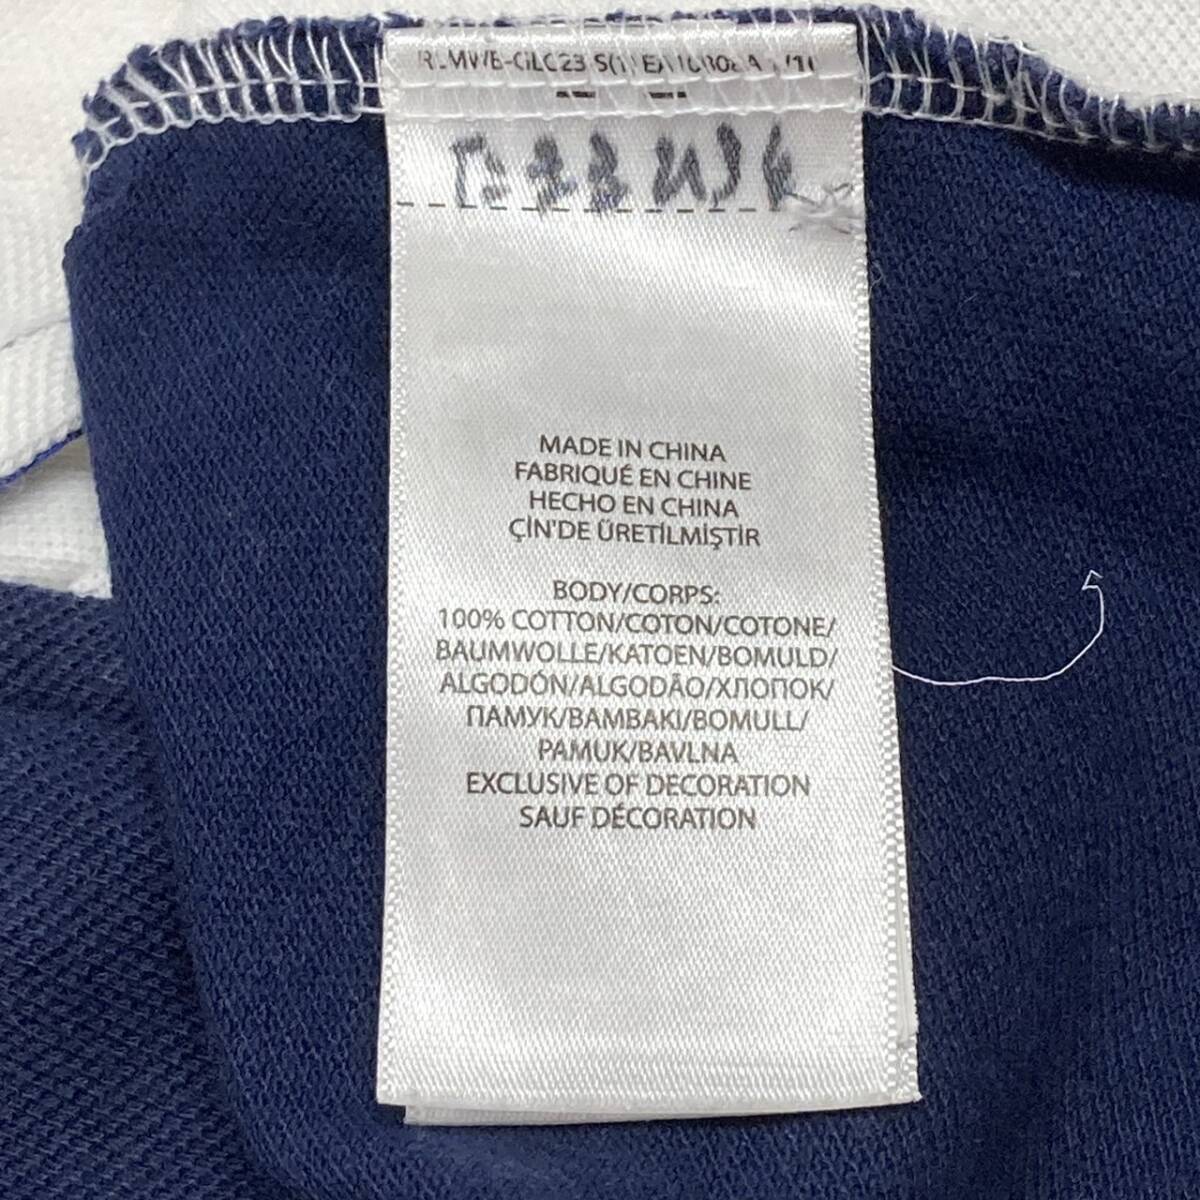 MADE IN CHINA
FABRIQUÉ EN CHINE
HECHO EN CHINA
ÇİN'DE ÜRETİLMİŞTİR
BODY/CORPS:
100% COTTON/COTON/COTONE/
BAUMWOLLE/KATOEN/BOMULD/
ALGODÓN/ALGODÃO/ХЛОПОК/
ПАМУК/ΒΑΜΒΑΚΙ/BOMULL/
PAMUK/BAVLNA
EXCLUSIVE OF DECORATION
SAUF DÉCORATION